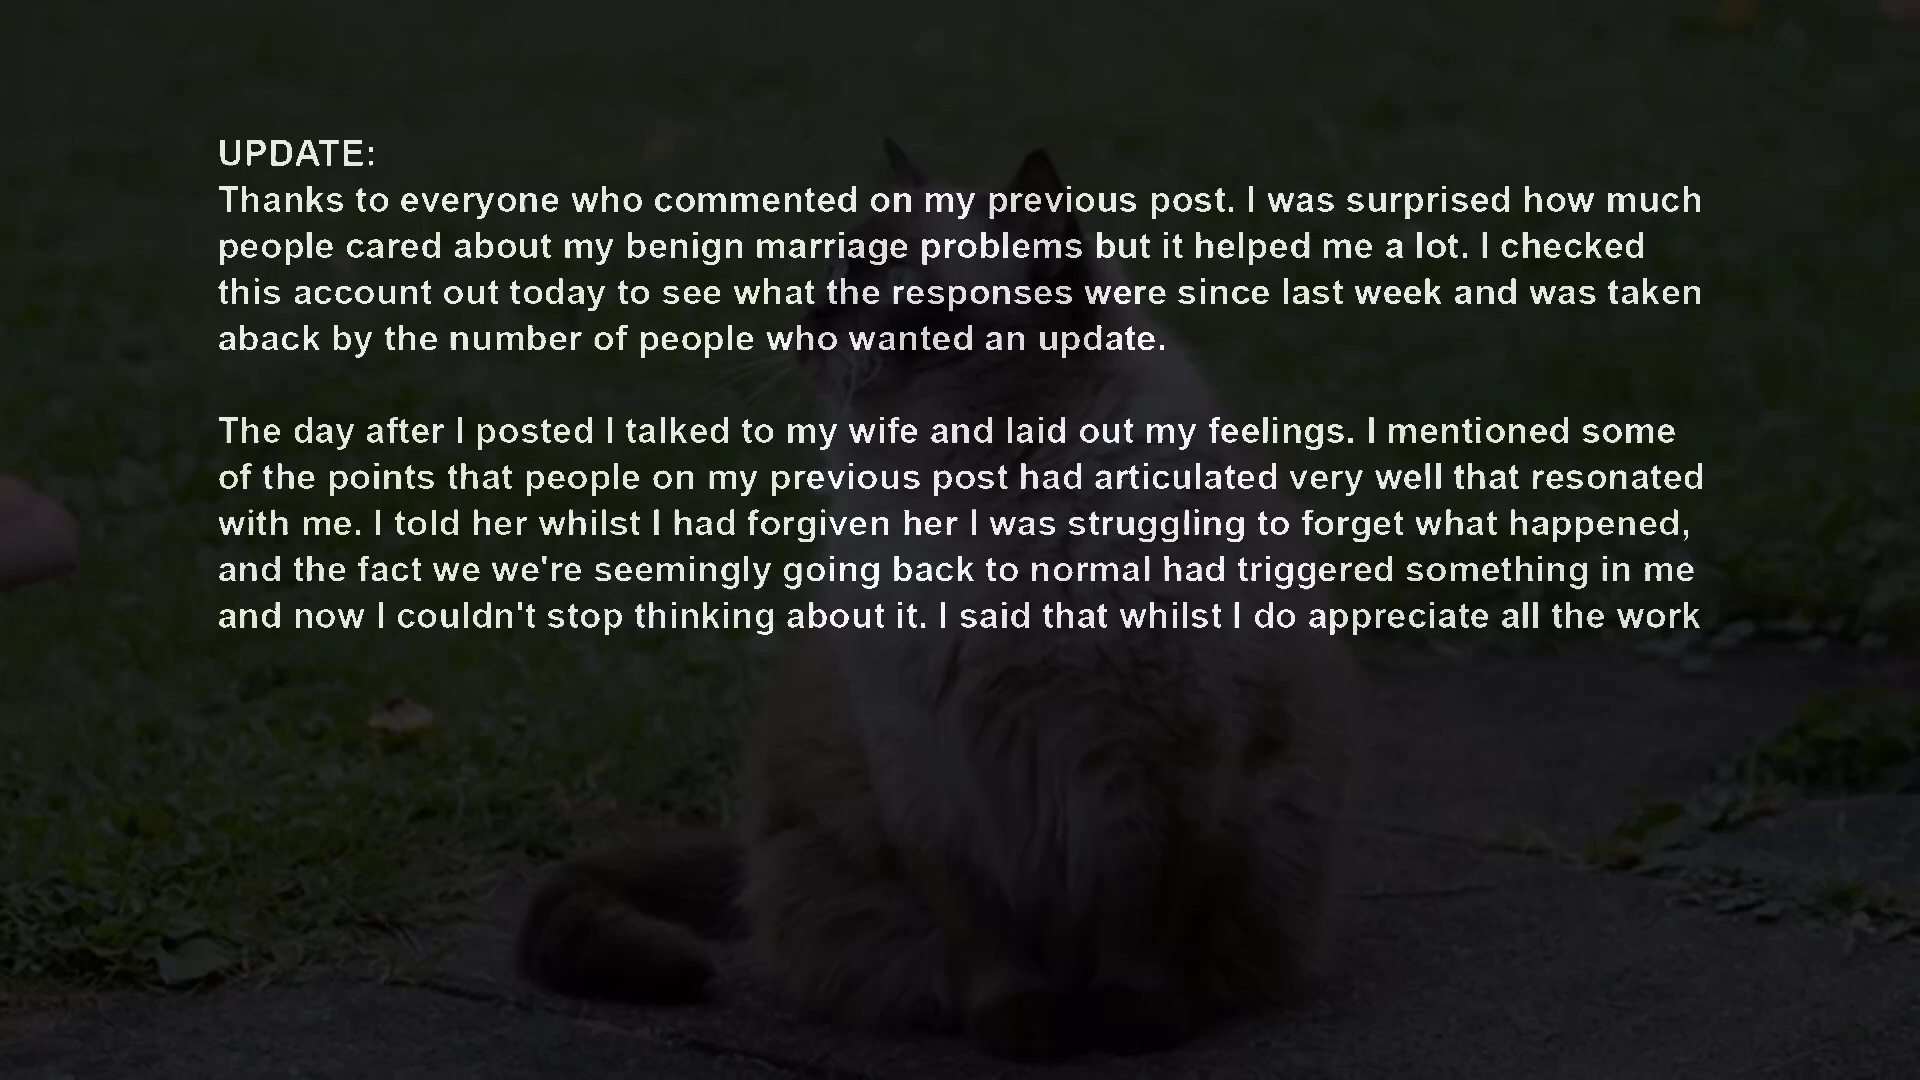 UPDATE:
Thanks to everyone who commented on my previous post. I was surprised how much
people cared about my benign marriage problems but it helped me a lot. I checked
this account out today to see what the responses were since last week and was taken
aback by the number of people who wanted an update.
The day after I posted I talked to my wife and laid out my feelings. I mentioned some
of the points that people on my previous post had articulated very well that resonated
with me. I told her whilst I had forgiven her I was struggling to forget what happened,
and the fact we we're seemingly going back to normal had triggered something in me
and now I couldn't stop thinking about it. I said that whilst I do appreciate all the work